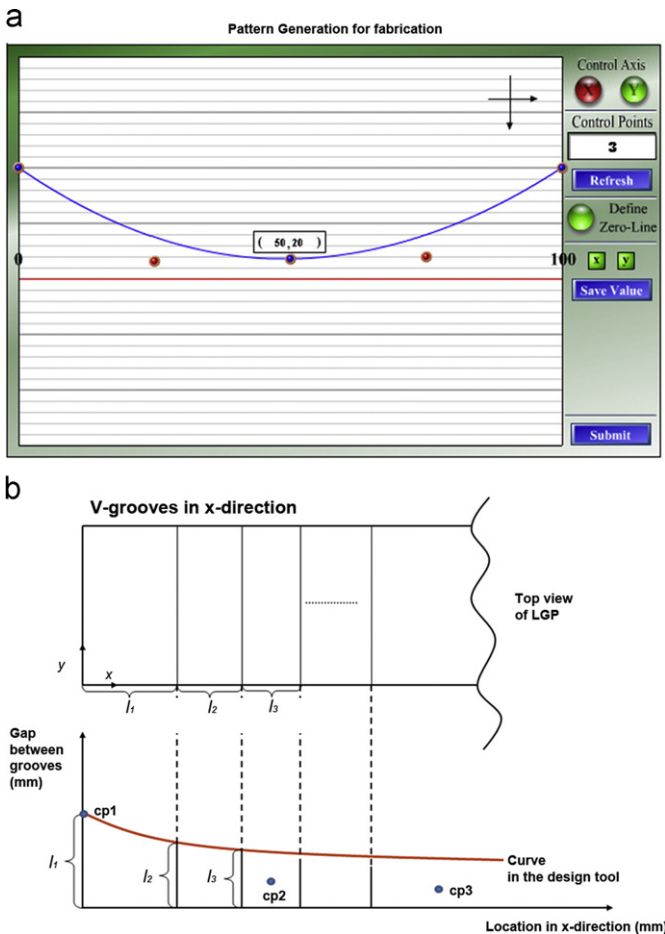 a
Pattern Generation for fabrication
Control Axis
X Y
Control Points
3
Refresh
Define
Zero-Line
( 50,20 )
0
100
x y
Save Value
Submit
b
V-grooves in x-direction
Top view
of LGP
y
x
l1 l2 l3
Gap
between
grooves
(mm)
cp1
l1
l2
l3
cp2
cp3
Curve
in the design tool
Location in x-direction (mm)